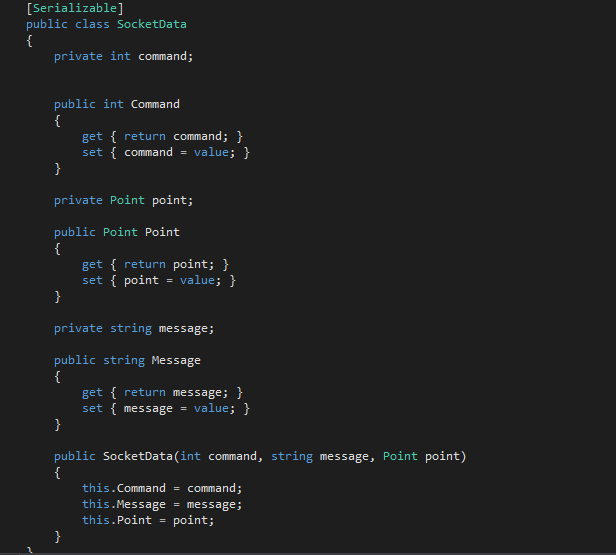 [Serializable]
public class SocketData
{
private int command;
public int Command
{
get { return command; }
set { command = value; }
}
private Point point;
public Point Point
{
get { return point; }
set { point = value; }
}
private string message;
public string Message
{
get { return message; }
set { message = value; }
}
public SocketData(int command, string message, Point point)
{
this.Command = command;
this.Message = message;
this.Point = point;
}
}